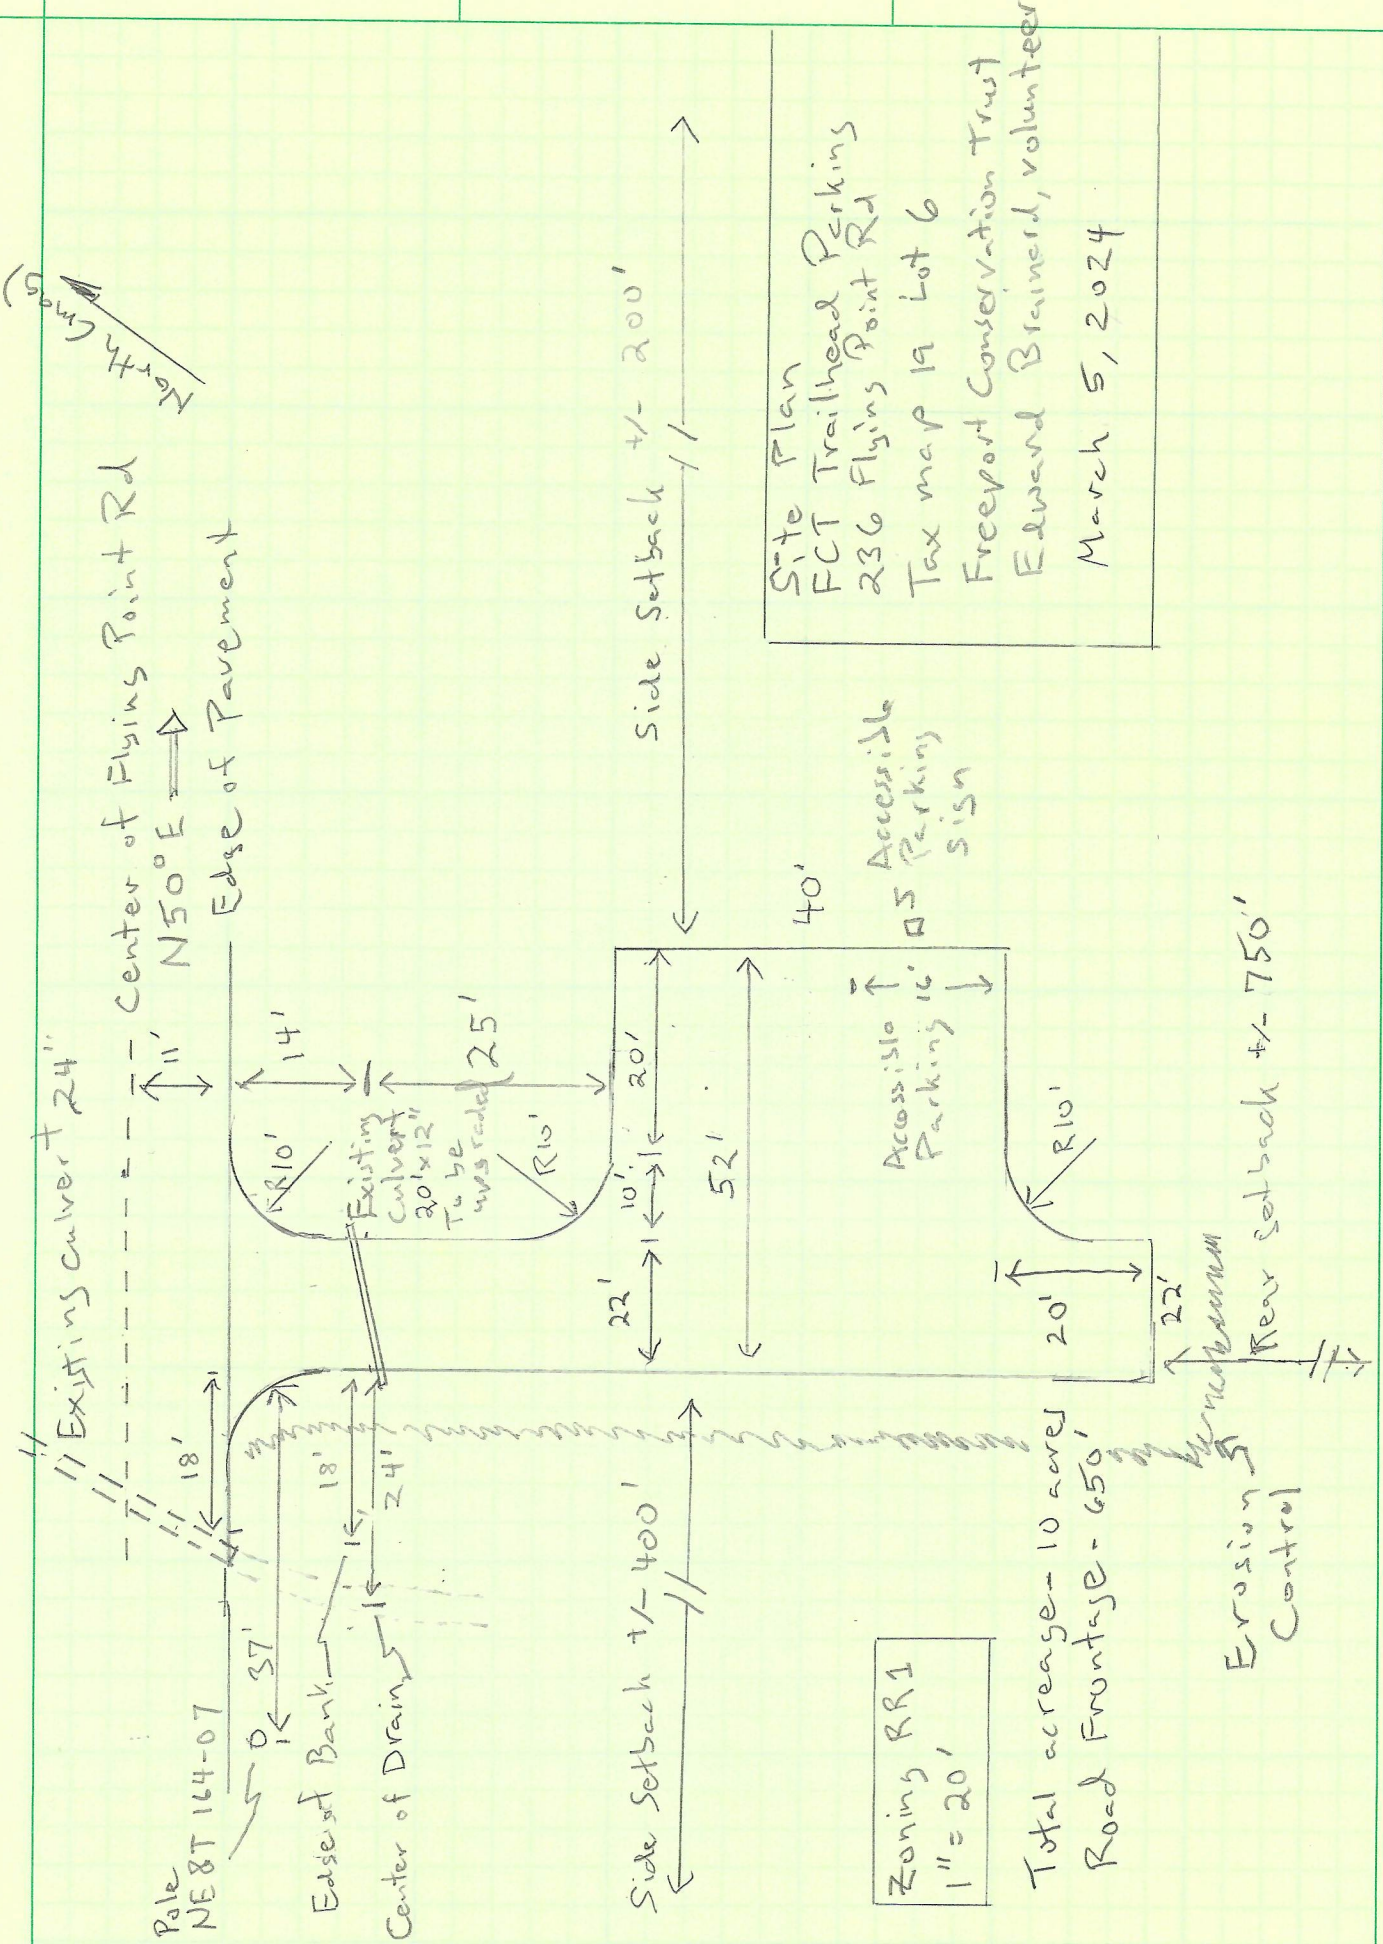 Existing Culvert 24"
North (mag)
Center of Flying Point Rd
11'
N50°E
Edge of Pavement
Pole
NE8T 164-07
18'
14'
R10'
37'
Edge of Bank
18'
Existing
Culvert
20'x12"
To be
upgraded
Center of Drain
24'
25'
R10'
Side Setback +/- 400'
22'
10'
20'
Side Setback +/- 200'
52'
40'
Site Plan
FCT Trailhead Parking
236 Flying Point Rd
Tax map 19 Lot 6
Freeport Conservation Trust
Edward Brainard, volunteer
March 5, 2024
Accessible
Parking
16'
Accessible
Parking
Sign
Zoning RR1
1" = 20'
Total acreage - 10 acres
Road Frontage - 650'
20'
R10'
22'
Erosion
Control
Rear Setback +/- 750'